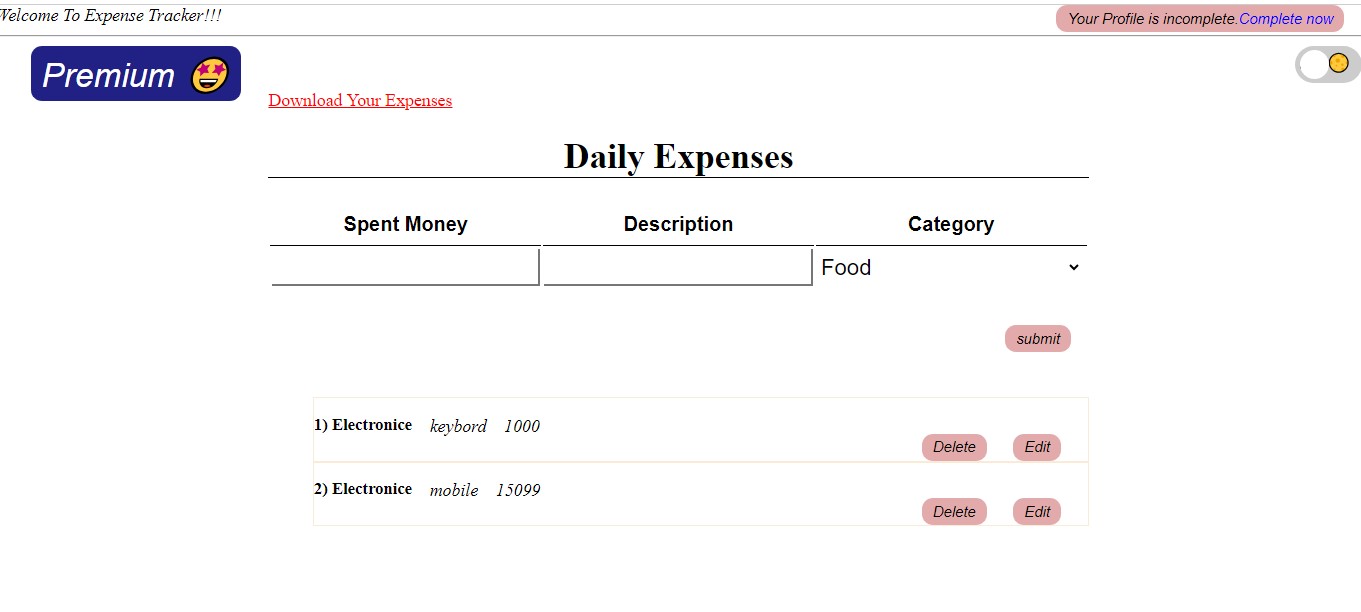 Welcome To Expense Tracker!!!
Your Profile is incomplete.Complete now
Premium
Download Your Expenses
Daily Expenses
Spent Money Description Category
Food
submit
1) Electronice keybord 1000
Delete Edit
2) Electronice mobile 15099
Delete Edit